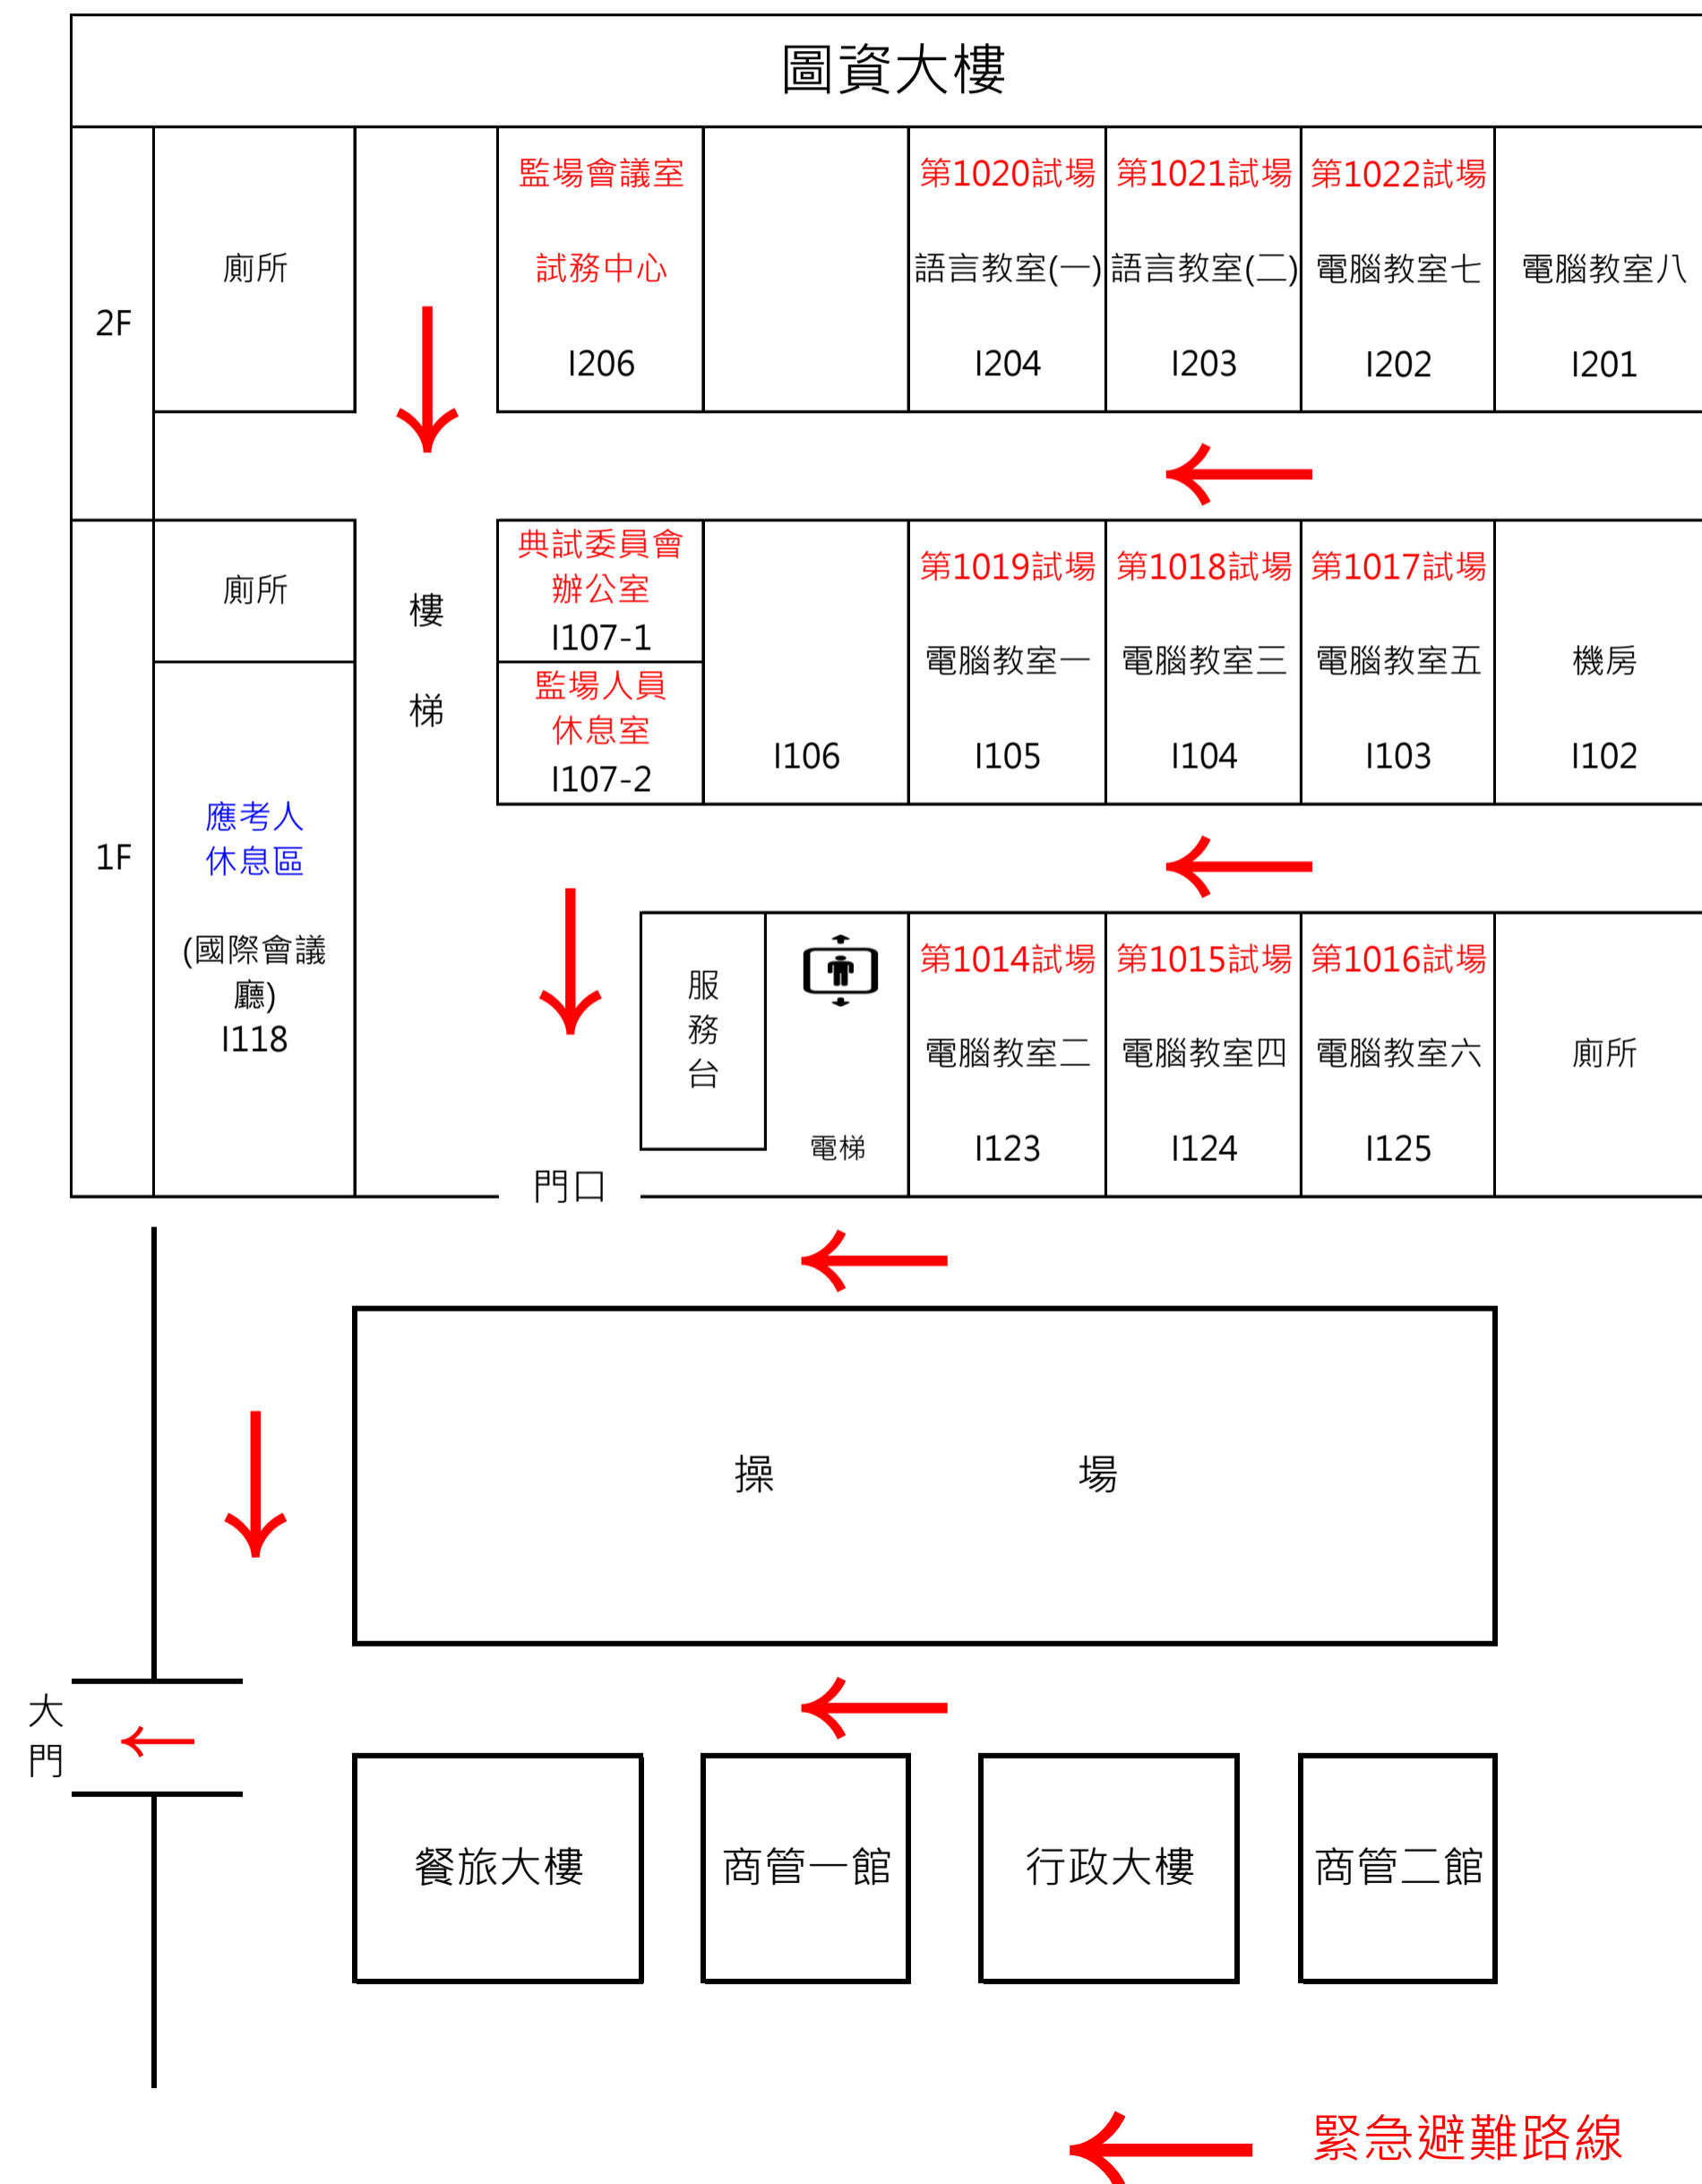 圖資大樓
2F
廁所
監場會議室
試務中心
I206
第1020試場
語言教室(一)
I204
第1021試場
語言教室(二)
I203
第1022試場
電腦教室七
I202
電腦教室八
I201
1F
廁所
應考人
休息區
(國際會議
廳)
I118
樓
梯
典試委員會
辦公室
I107-1
監場人員
休息室
I107-2
I106
第1019試場
電腦教室一
I105
第1018試場
電腦教室三
I104
第1017試場
電腦教室五
I103
機房
I102
服
務
台
電梯
第1014試場
電腦教室二
I123
第1015試場
電腦教室四
I124
第1016試場
電腦教室六
I125
廁所
門口
操 場
大
門
餐旅大樓
商管一館
行政大樓
商管二館
緊急避難路線